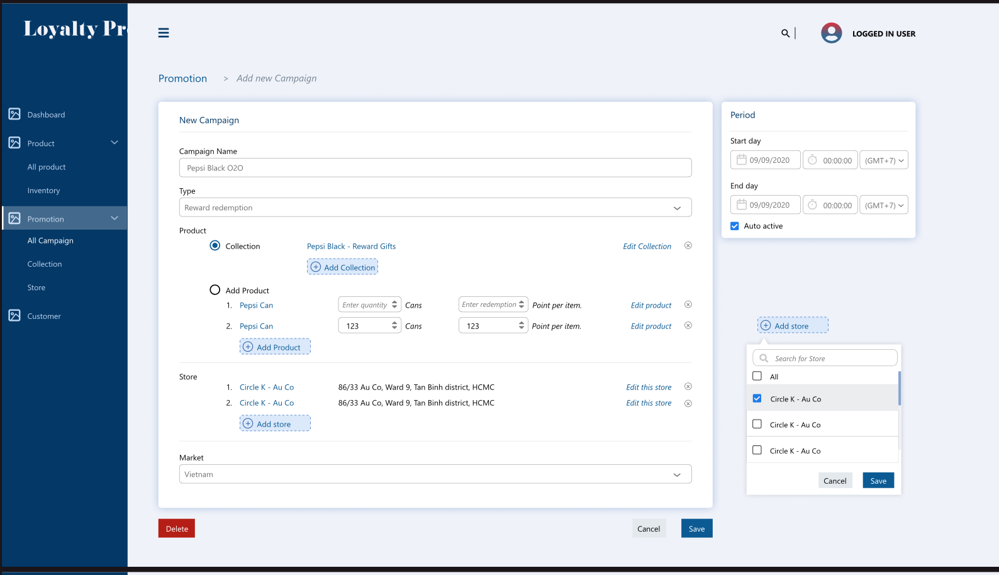 Loyalty Pr
LOGGED IN USER
Promotion > Add new Campaign
Dashboard
Product
All product
Inventory
Promotion
All Campaign
Collection
Store
Customer
New Campaign
Campaign Name
Pepsi Black O2O
Type
Reward redemption
Product
Collection Pepsi Black - Reward Gifts Edit Collection
Add Collection
Add Product
1. Pepsi Can Enter quantity Cans Enter redemption Point per item. Edit product
2. Pepsi Can 123 Cans 123 Point per item. Edit product
Add Product
Store
1. Circle K - Au Co 86/33 Au Co, Ward 9, Tan Binh district, HCMC Edit this store
2. Circle K - Au Co 86/33 Au Co, Ward 9, Tan Binh district, HCMC Edit this store
Add store
Market
Vietnam
Delete
Cancel
Save
Period
Start day
09/09/2020 00:00:00 (GMT+7)
End day
09/09/2020 00:00:00 (GMT+7)
Auto active
Add store
Search for Store
All
Circle K - Au Co
Circle K - Au Co
Circle K - Au Co
Cancel
Save